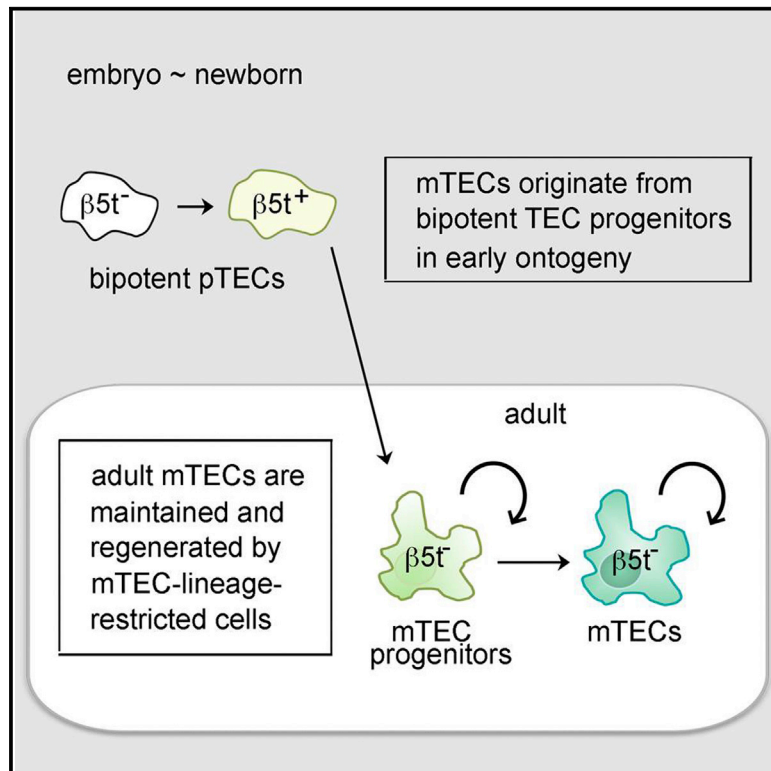 embryo ~ newborn
β5t⁻
β5t⁺
bipotent pTECs
mTECs originate from
bipotent TEC progenitors
in early ontogeny
adult
adult mTECs are
maintained and
regenerated by
mTEC-lineage-
restricted cells
β5t⁻
mTEC
progenitors
β5t⁻
mTECs